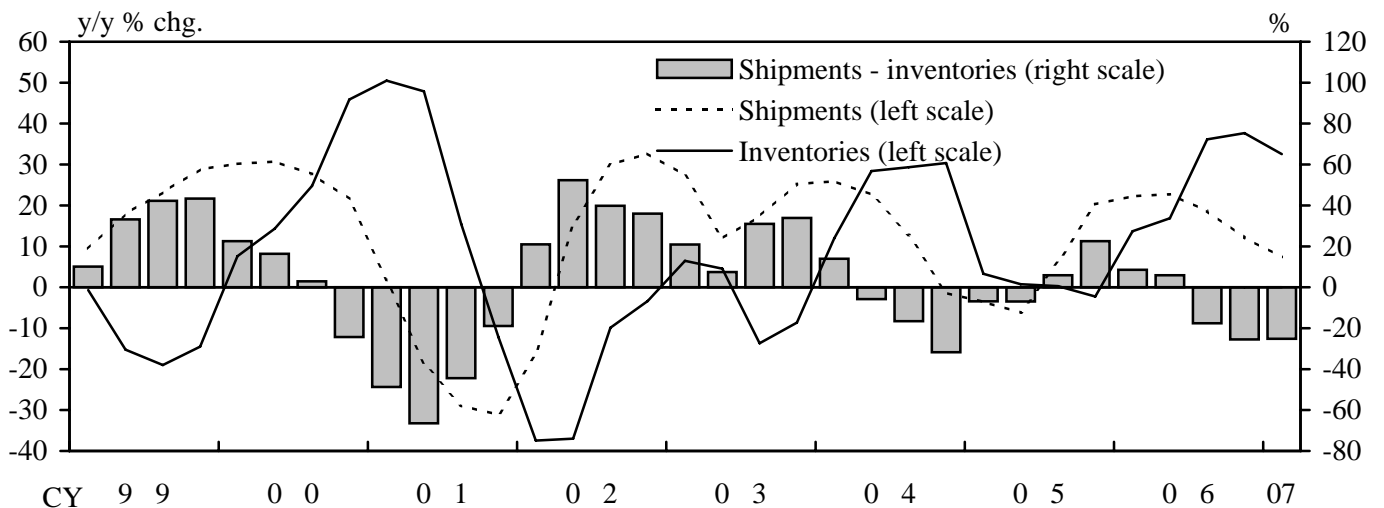 y/y % chg. %
60 120
50 Shipments - inventories (right scale) 100
40 Shipments (left scale) 80
30 Inventories (left scale) 60
20 40
10 20
0 0
-10 -20
-20 -40
-30 -60
-40 -80
CY 9 9 0 0 0 1 0 2 0 3 0 4 0 5 0 6 07